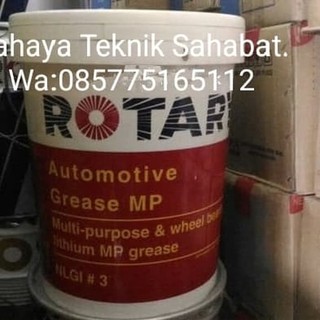 ahaya Teknik Sahabat.
Wa:085775165112
ROTAR
Automotive
Grease MP
Multi-purpose & wheel bea
lithium MP grease
NLGI # 3